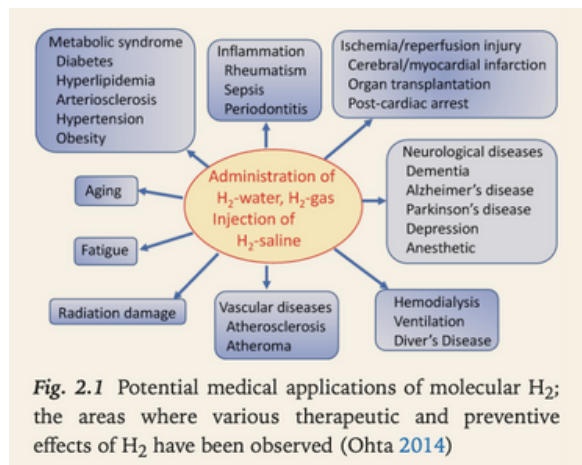 Metabolic syndrome
Diabetes
Hyperlipidemia
Arteriosclerosis
Hypertension
Obesity
Inflammation
Rheumatism
Sepsis
Periodontitis
Ischemia/reperfusion injury
Cerebral/myocardial infarction
Organ transplantation
Post-cardiac arrest
Administration of
H₂-water, H₂-gas
Injection of
H₂-saline
Aging
Neurological diseases
Dementia
Alzheimer's disease
Parkinson's disease
Depression
Anesthetic
Fatigue
Radiation damage
Vascular diseases
Atherosclerosis
Atheroma
Hemodialysis
Ventilation
Diver's Disease
Fig. 2.1 Potential medical applications of molecular H₂;
the areas where various therapeutic and preventive
effects of H₂ have been observed (Ohta 2014)